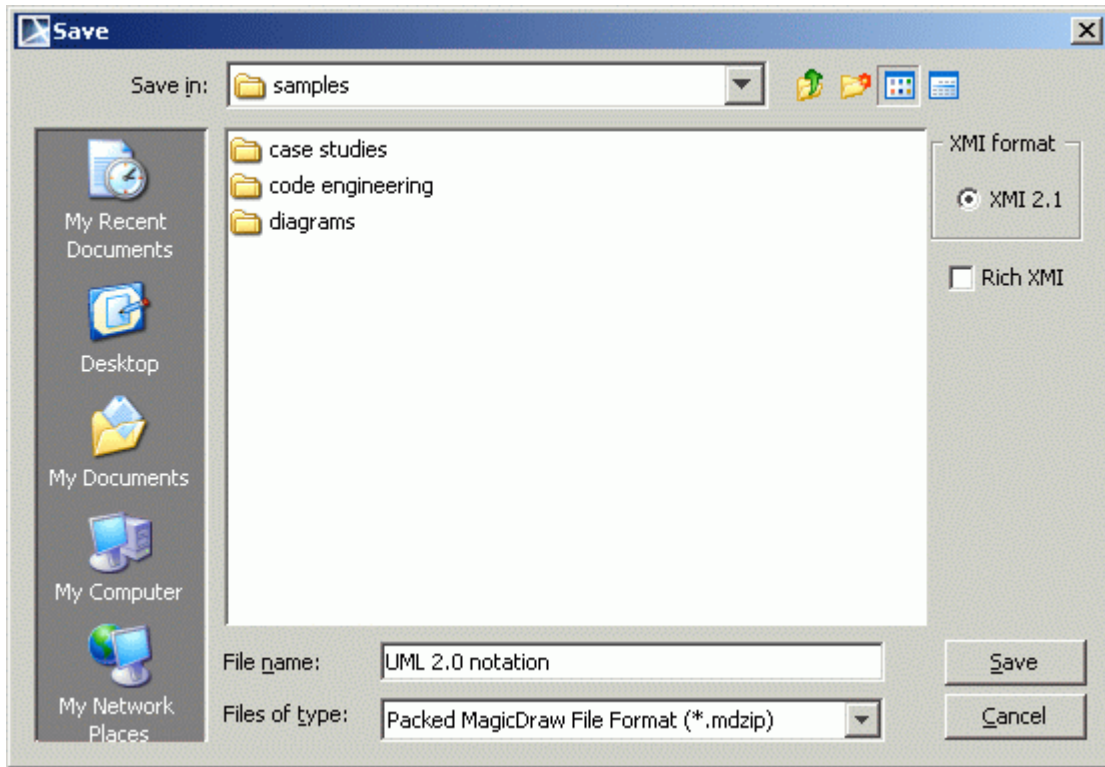 Save
Save in:
samples
My Recent
Documents
Desktop
My Documents
My Computer
My Network
Places
case studies
code engineering
diagrams
XMI format
XMI 2.1
Rich XMI
File name:
UML 2.0 notation
Save
Files of type:
Packed MagicDraw File Format (*.mdzip)
Cancel